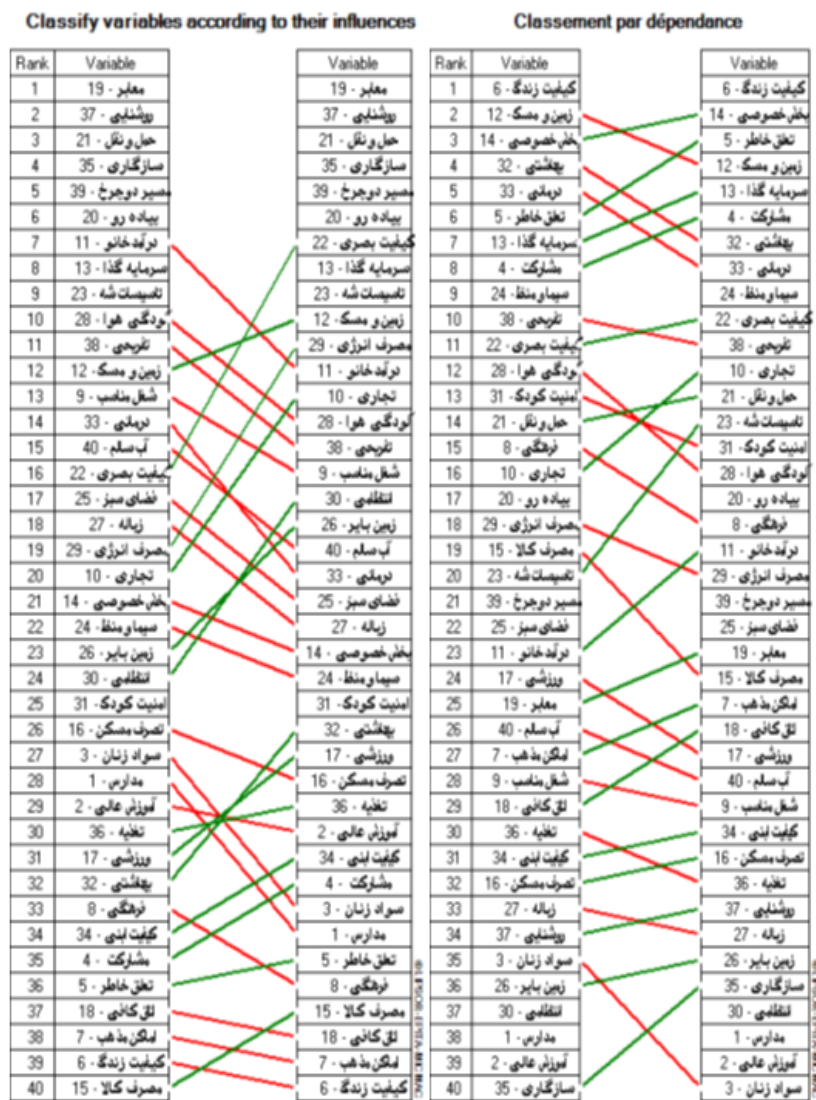 Classify variables according to their influences
Classement par dépendance
Rank Variable Variable Rank Variable Variable
1 معابر - 19 معابر - 19 1 کیفیت زندگ - 6 کیفیت زندگ - 6
2 روشنایی - 37 روشنایی - 37 2 زمین و مسک - 12 بخش خصوصی - 14
3 حمل و نقل - 21 حمل و نقل - 21 3 بخش خصوصی - 14 تعلق خاطر - 5
4 سازگاری - 35 سازگاری - 35 4 بهداشتی - 32 زمین و مسک - 12
5 مسیر دوچرخ - 39 مسیر دوچرخ - 39 5 درمانی - 33 سرمایه گذا - 13
6 پیاده رو - 20 پیاده رو - 20 6 تعلق خاطر - 5 مشارکت - 4
7 درآمد خانو - 11 کیفیت بصری - 22 7 سرمایه گذا - 13 بهداشتی - 32
8 سرمایه گذا - 13 سرمایه گذا - 13 8 مشارکت - 4 درمانی - 33
9 تاسیسات شه - 23 تاسیسات شه - 23 9 سیما و منظ - 24 سیما و منظ - 24
10 آلودگی هوا - 28 زمین و مسک - 12 10 تفریحی - 38 کیفیت بصری - 22
11 تفریحی - 38 مصرف انرژی - 29 11 کیفیت بصری - 22 تفریحی - 38
12 زمین و مسک - 12 درآمد خانو - 11 12 آلودگی هوا - 28 تجاری - 10
13 شغل مناسب - 9 تجاری - 10 13 امنیت کودک - 31 حمل و نقل - 21
14 درمانی - 33 آلودگی هوا - 28 14 حمل و نقل - 21 تاسیسات شه - 23
15 آب سالم - 40 تفریحی - 38 15 فرهنگی - 8 امنیت کودک - 31
16 کیفیت بصری - 22 شغل مناسب - 9 16 تجاری - 10 آلودگی هوا - 28
17 فضای سبز - 25 انتظامی - 30 17 پیاده رو - 20 پیاده رو - 20
18 زباله - 27 زمین بایر - 26 18 مصرف انرژی - 29 فرهنگی - 8
19 مصرف انرژی - 29 آب سالم - 40 19 مصرف کالا - 15 درآمد خانو - 11
20 تجاری - 10 درمانی - 33 20 تاسیسات شه - 23 مصرف انرژی - 29
21 بخش خصوصی - 14 فضای سبز - 25 21 مسیر دوچرخ - 39 مسیر دوچرخ - 39
22 سیما و منظ - 24 زباله - 27 22 فضای سبز - 25 فضای سبز - 25
23 زمین بایر - 26 بخش خصوصی - 14 23 درآمد خانو - 11 معابر - 19
24 انتظامی - 30 سیما و منظ - 24 24 ورزشی - 17 مصرف کالا - 15
25 امنیت کودک - 31 امنیت کودک - 31 25 معابر - 19 اماکن مذهب - 7
26 تصرف مسکن - 16 بهداشتی - 32 26 آب سالم - 40 اتاق کافی - 18
27 سواد زنان - 3 ورزشی - 17 27 اماکن مذهب - 7 ورزشی - 17
28 مدارس - 1 تصرف مسکن - 16 28 شغل مناسب - 9 آب سالم - 40
29 آموزش عالی - 2 تغذیه - 36 29 اتاق کافی - 18 شغل مناسب - 9
30 تغذیه - 36 آموزش عالی - 2 30 تغذیه - 36 کیفیت ابنی - 34
31 ورزشی - 17 کیفیت ابنی - 34 31 کیفیت ابنی - 34 تصرف مسکن - 16
32 بهداشتی - 32 مشارکت - 4 32 تصرف مسکن - 16 تغذیه - 36
33 فرهنگی - 8 سواد زنان - 3 33 زباله - 27 روشنایی - 37
34 کیفیت ابنی - 34 مدارس - 1 34 روشنایی - 37 زباله - 27
35 مشارکت - 4 تعلق خاطر - 5 35 سواد زنان - 3 زمین بایر - 26
36 تعلق خاطر - 5 فرهنگی - 8 36 زمین بایر - 26 سازگاری - 35
37 اتاق کافی - 18 مصرف کالا - 15 37 انتظامی - 30 انتظامی - 30
38 اماکن مذهب - 7 اتاق کافی - 18 38 مدارس - 1 مدارس - 1
39 کیفیت زندگ - 6 اماکن مذهب - 7 39 آموزش عالی - 2 آموزش عالی - 2
40 مصرف کالا - 15 کیفیت زندگ - 6 40 سازگاری - 35 سواد زنان - 3
© LIPSOR-EPITA-MICMAC
© LIPSOR-EPITA-MICMAC